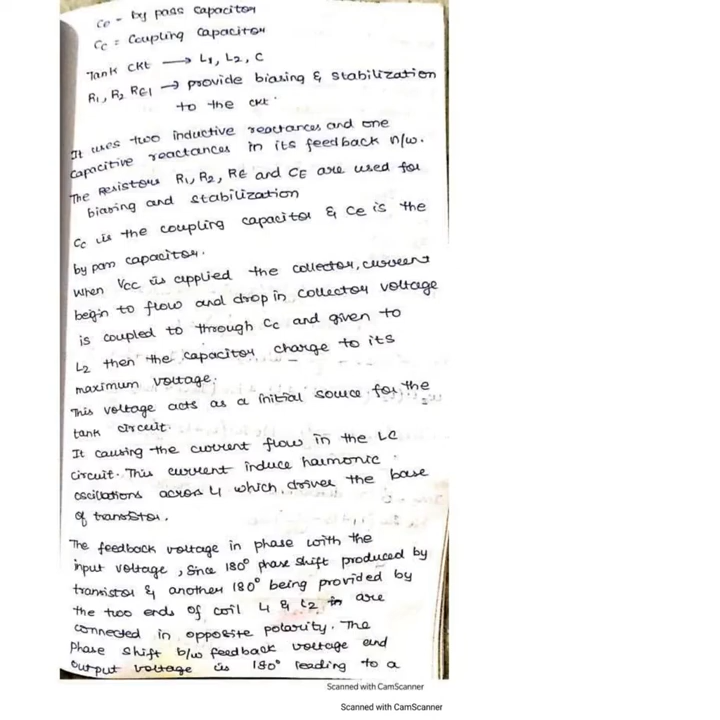 Ce - by pass capacitor
Cc = Coupling Capacitor
Tank CKt → L1, L2, C
R1, R2 RE1 → provide biasing & stabilization
to the ckt.
It uses two inductive reactances and one
capacitive reactances in its feedback n/w.
The resistors R1, R2, RE and CE are used for
biasing and stabilization
Cc is the coupling capacitor & Ce is the
by pass capacitor.
When Vcc is applied the collector, current
begin to flow and drop in collector voltage
is coupled to through Cc and given to
L2 then the capacitor charge to its
maximum voltage.
This voltage acts as a initial source for the
tank circuit.
It causing the current flow in the LC
circuit. This current induce harmonic
oscillations across L1 which drives the base
of transistor.
The feedback voltage in phase with the
input voltage, Since 180° phase shift produced by
transistor & another 180° being provided by
the two ends of coil L1 & L2 are
connected in opposite polarity. The
phase shift b/w feedback voltage and
output voltage is 180° leading to a
Scanned with CamScanner
Scanned with CamScanner